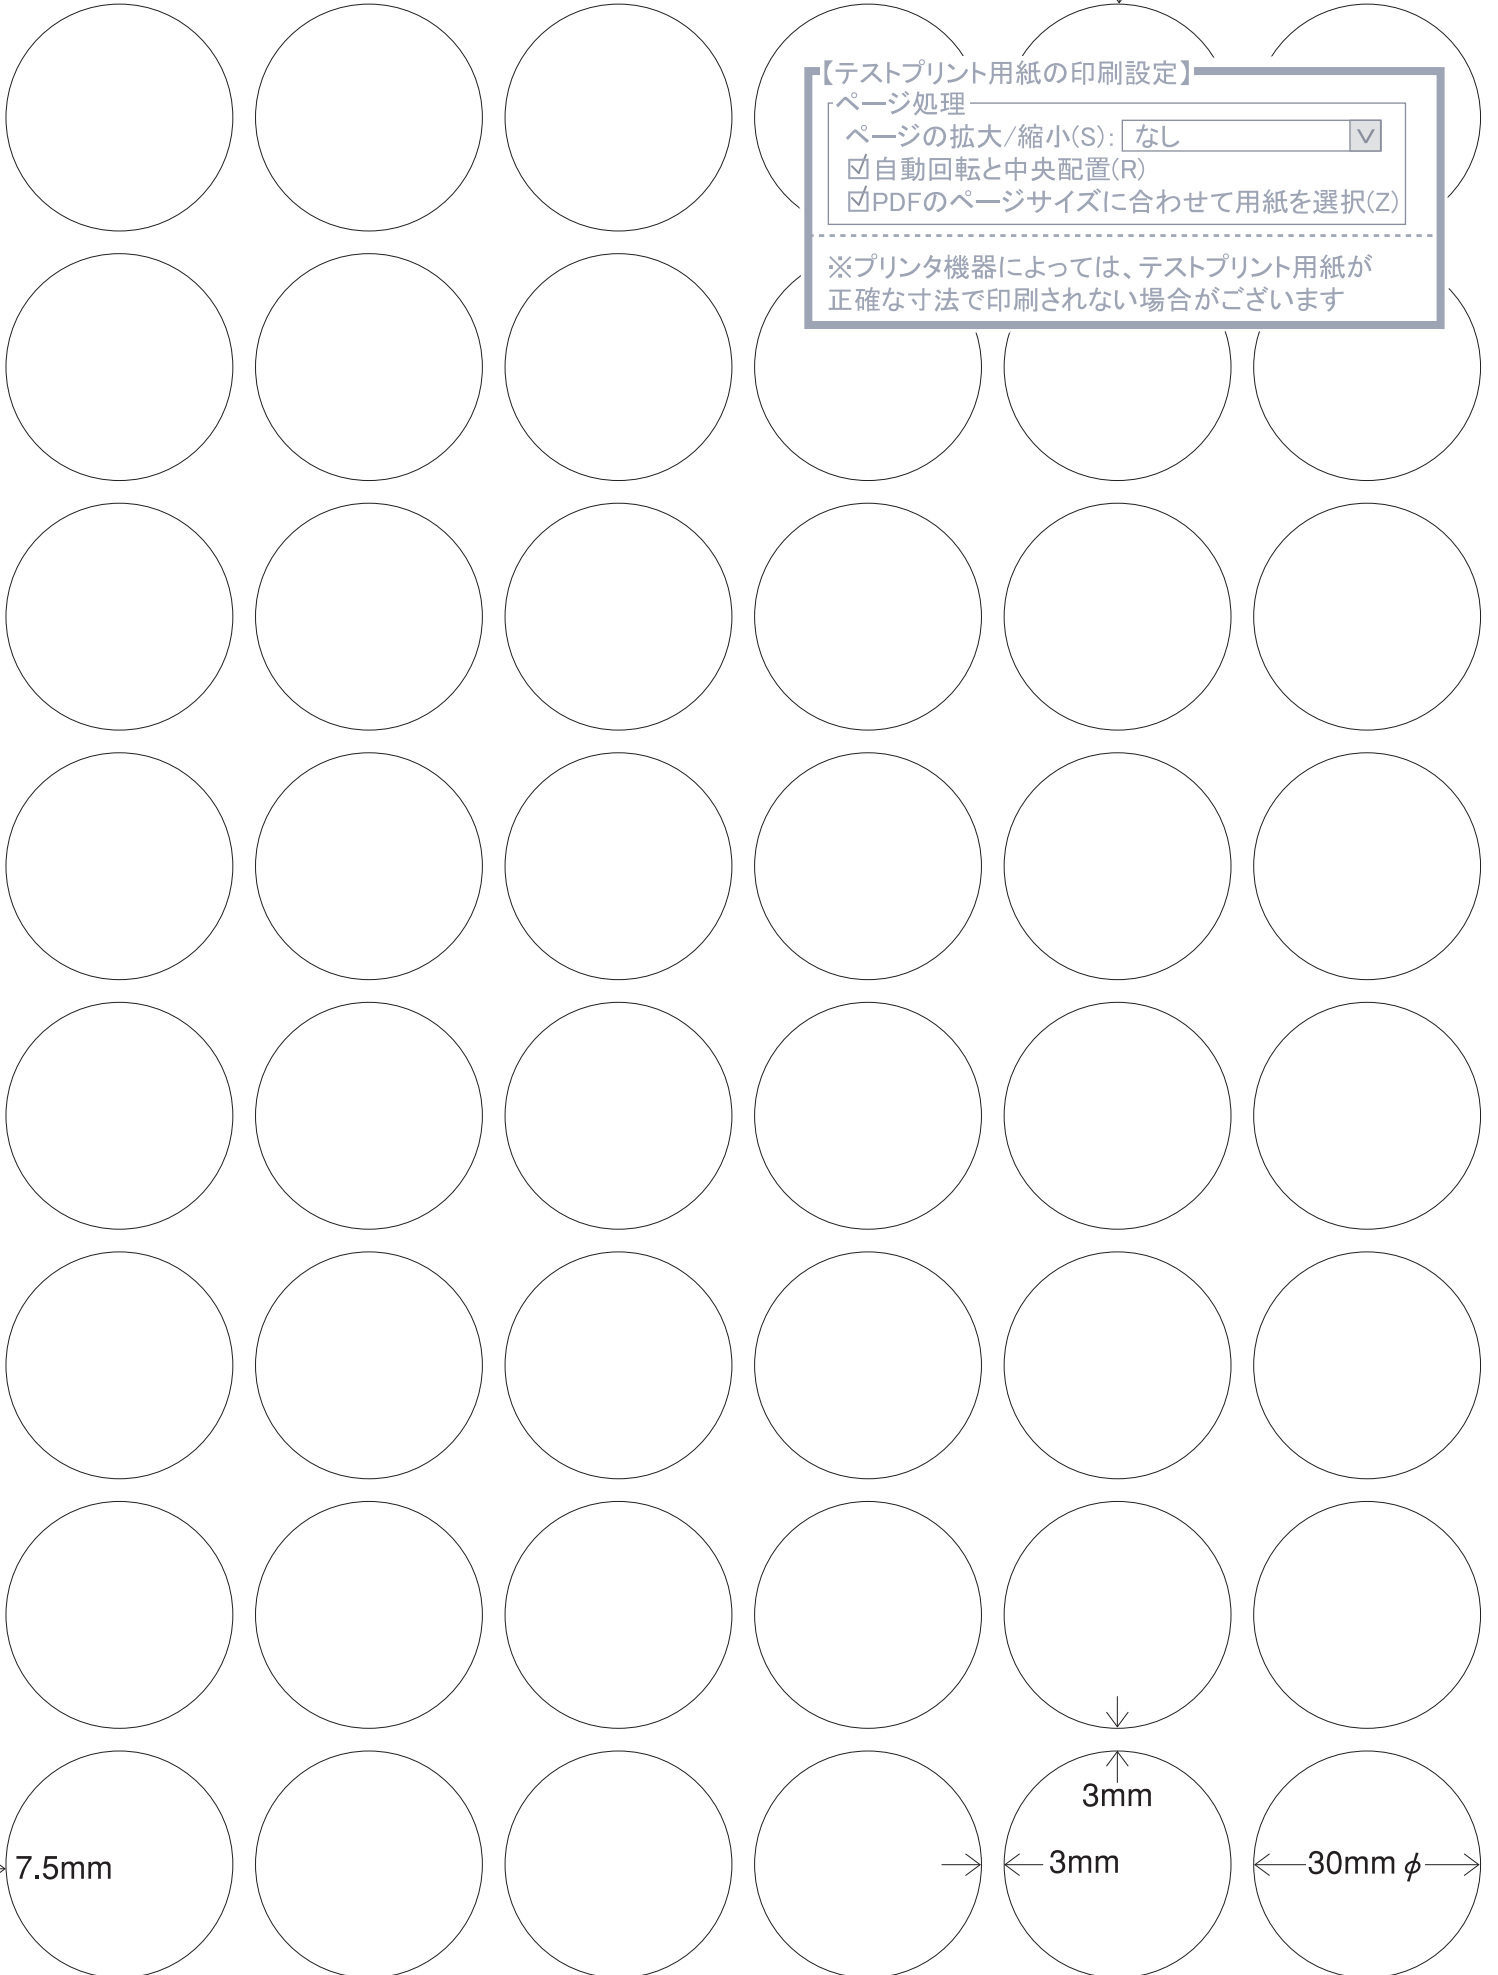 【テストプリント用紙の印刷設定】
ページ処理
ページの拡大/縮小(S): なし
自動回転と中央配置(R)
PDFのページサイズに合わせて用紙を選択(Z)
※プリンタ機器によっては、テストプリント用紙が
正確な寸法で印刷されない場合がございます
3mm
7.5mm
3mm
30mm ϕ